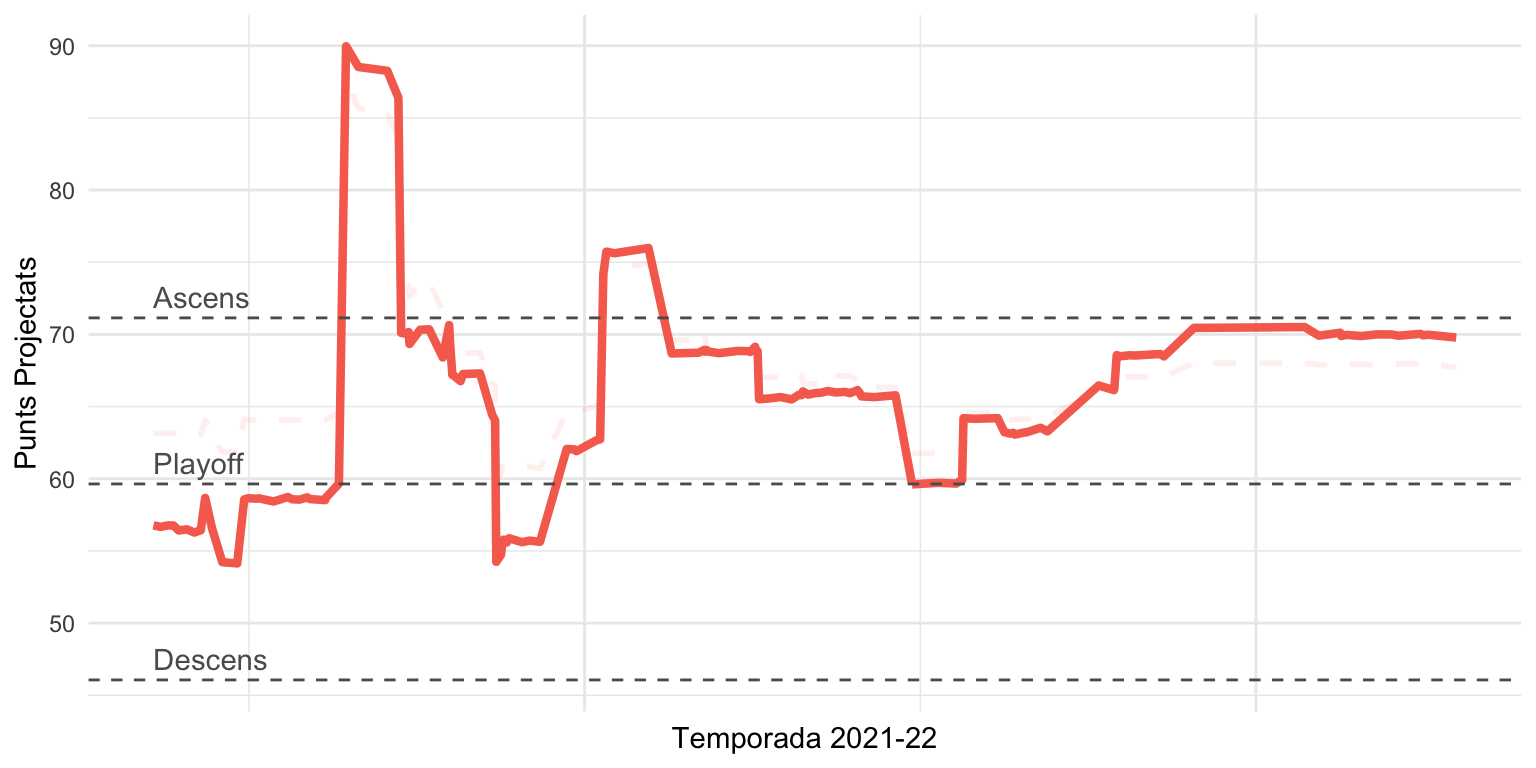 90
80
70
60
50
Punts Projectats
Ascens
Playoff
Descens
Temporada 2021-22